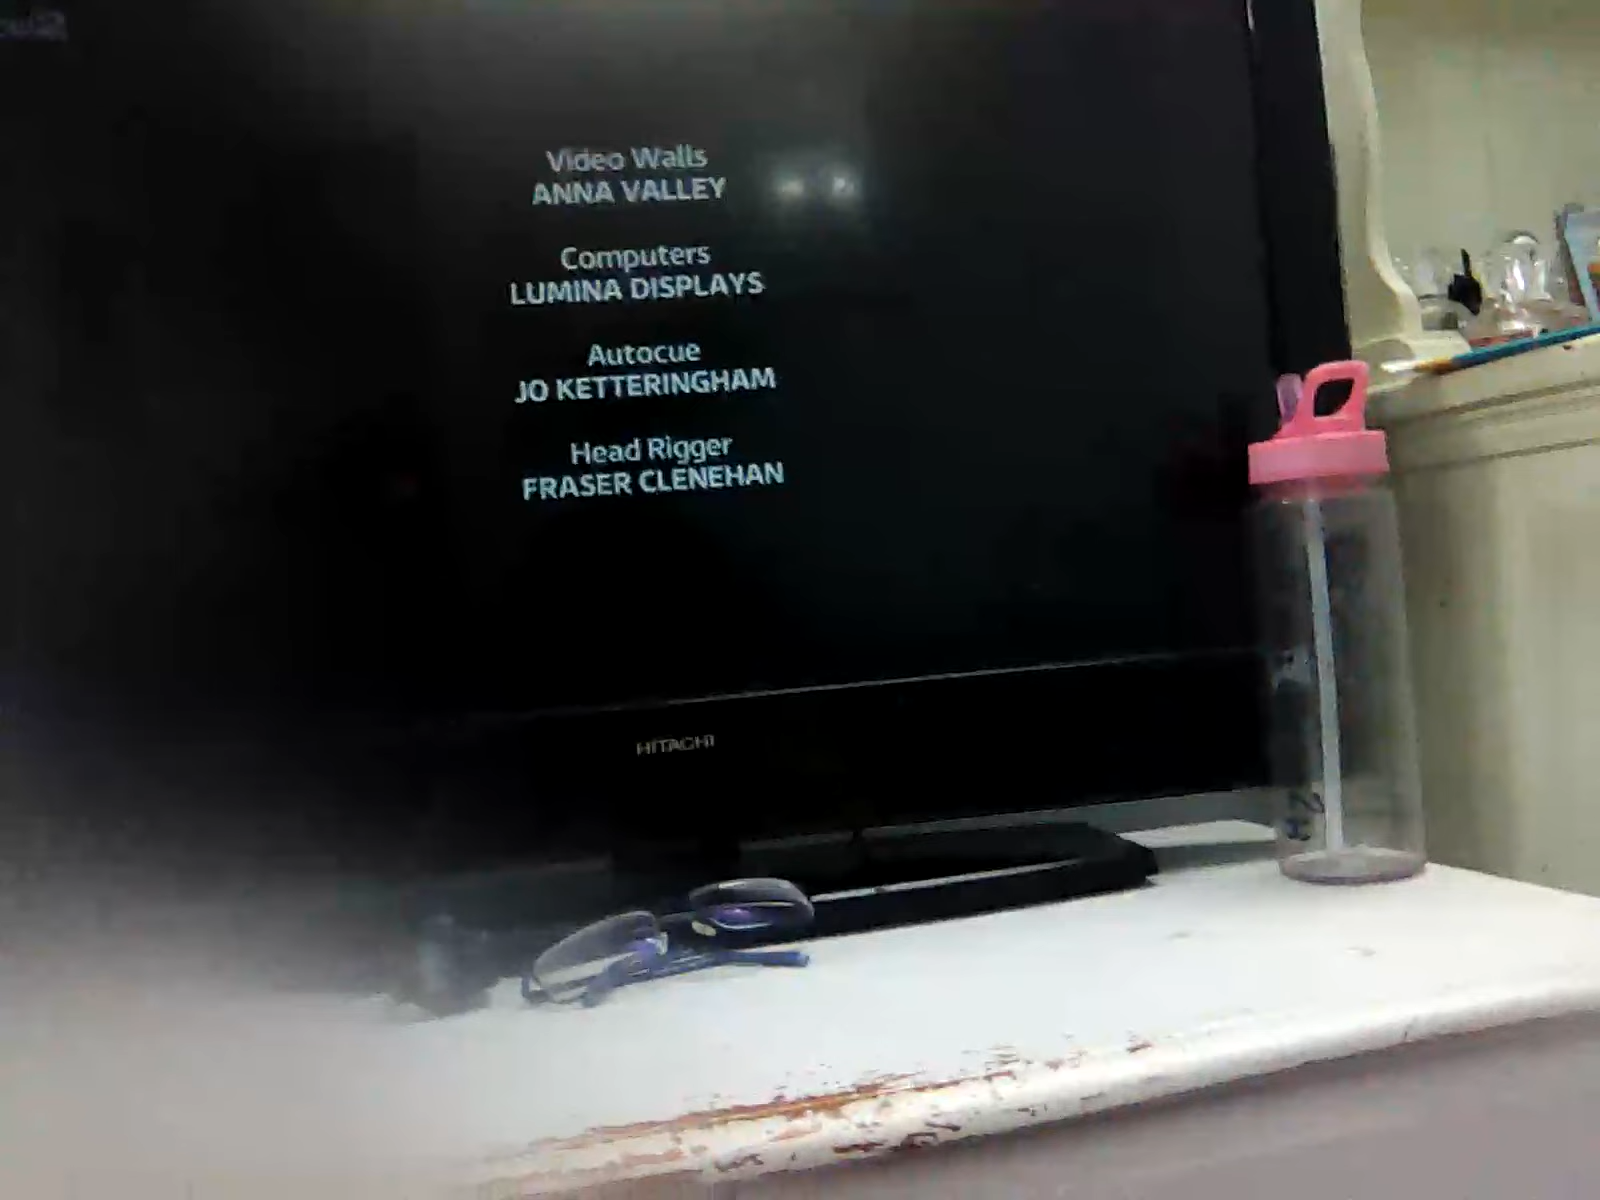 Video Walls
ANNA VALLEY
Computers
LUMINA DISPLAYS
Autocue
JO KETTERINGHAM
Head Rigger
FRASER CLENEHAN
HITACHI